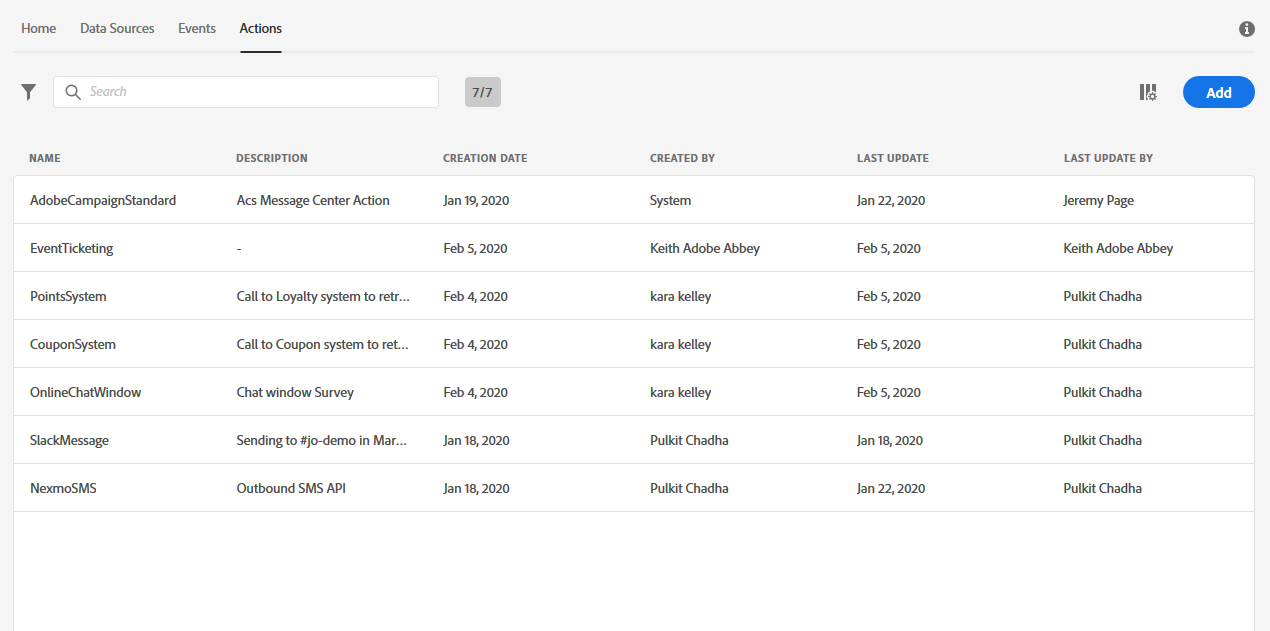 Home Data Sources Events Actions
Search 7/7 Add
NAME DESCRIPTION CREATION DATE CREATED BY LAST UPDATE LAST UPDATE BY
AdobeCampaignStandard Acs Message Center Action Jan 19, 2020 System Jan 22, 2020 Jeremy Page
EventTicketing - Feb 5, 2020 Keith Adobe Abbey Feb 5, 2020 Keith Adobe Abbey
PointsSystem Call to Loyalty system to retr... Feb 4, 2020 kara kelley Feb 5, 2020 Pulkit Chadha
CouponSystem Call to Coupon system to ret... Feb 4, 2020 kara kelley Feb 5, 2020 Pulkit Chadha
OnlineChatWindow Chat window Survey Feb 4, 2020 kara kelley Feb 5, 2020 Pulkit Chadha
SlackMessage Sending to #jo-demo in Mar... Jan 18, 2020 Pulkit Chadha Jan 18, 2020 Pulkit Chadha
NexmoSMS Outbound SMS API Jan 18, 2020 Pulkit Chadha Jan 22, 2020 Pulkit Chadha